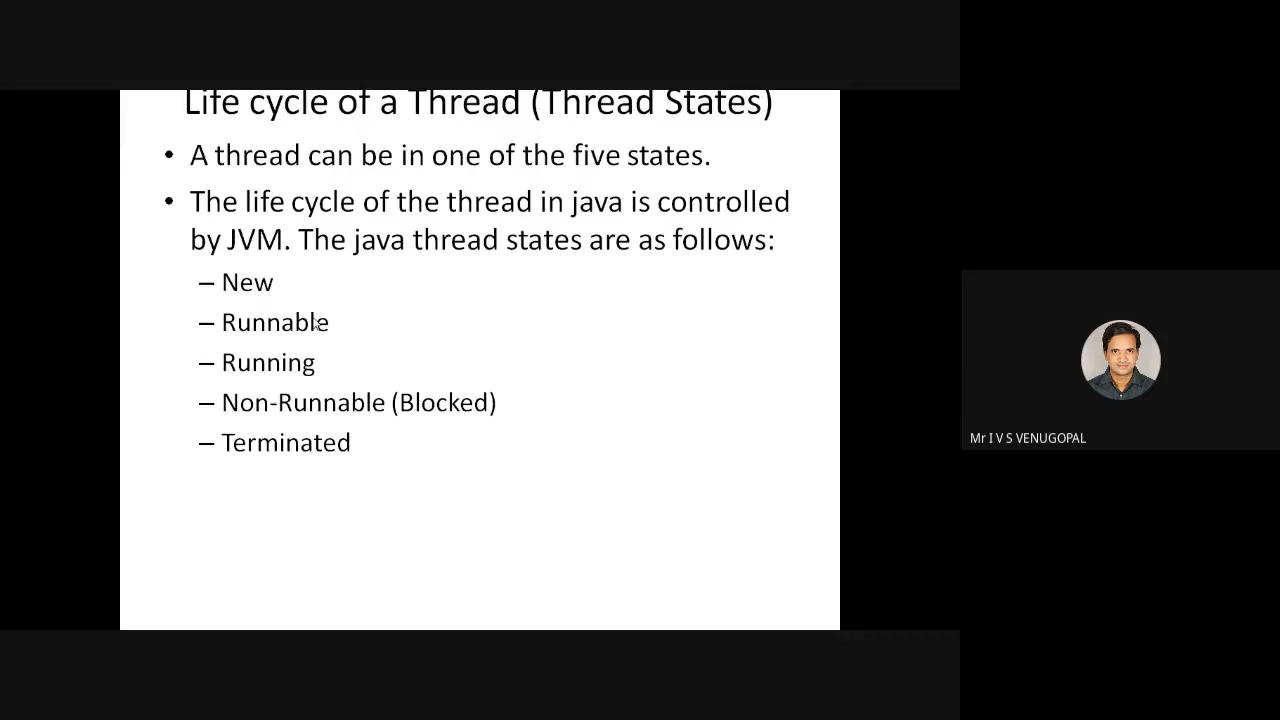 Life cycle of a Thread (Thread States)
• A thread can be in one of the five states.
• The life cycle of the thread in java is controlled
by JVM. The java thread states are as follows:
– New
– Runnable
– Running
– Non-Runnable (Blocked)
– Terminated
Mr I V S VENUGOPAL